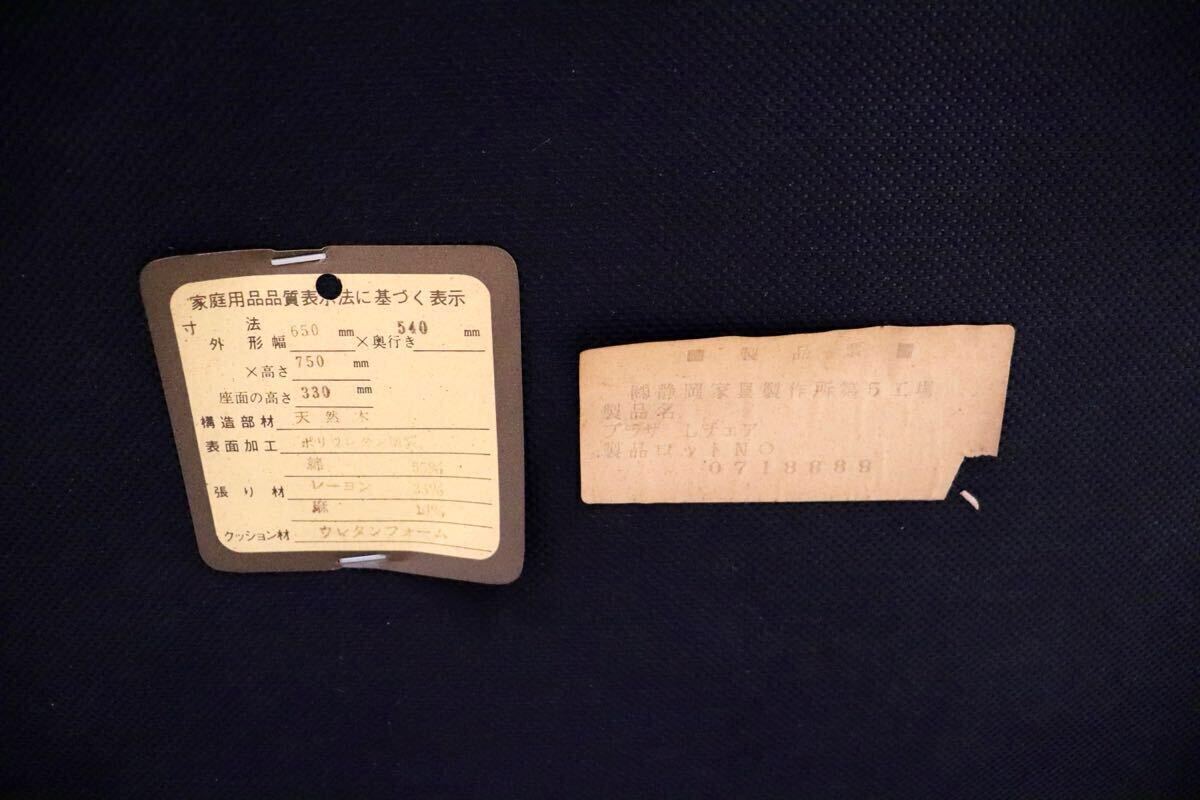 家庭用品品質表示法に基づく表示
寸法
外形幅 650 mm ×奥行き 540 mm
×高さ 750 mm
座面の高さ 330 mm
構造部材 天然木
表面加工 ポリウレタン塗装
綿 55%
張り材 レーヨン
麻
クッション材 ウレタンフォーム
■ 製品票 ■
㈱静岡家具製作所第5工場
製品名
プラザ Lチェア
製品ロットNO
0718888